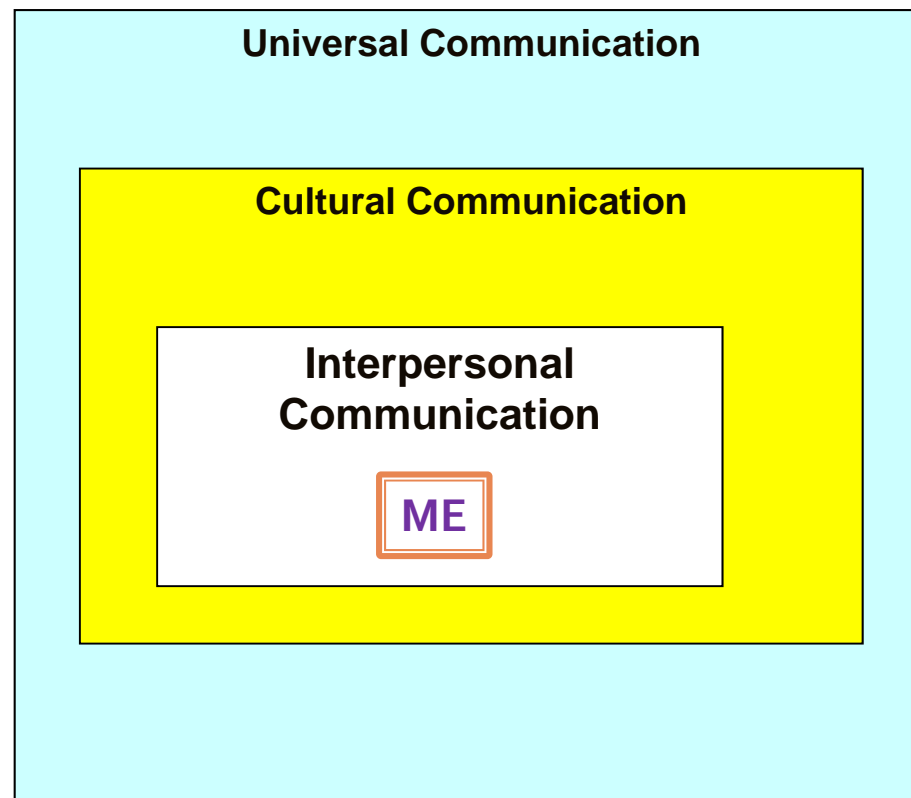 Universal Communication
Cultural Communication
Interpersonal
Communication
ME